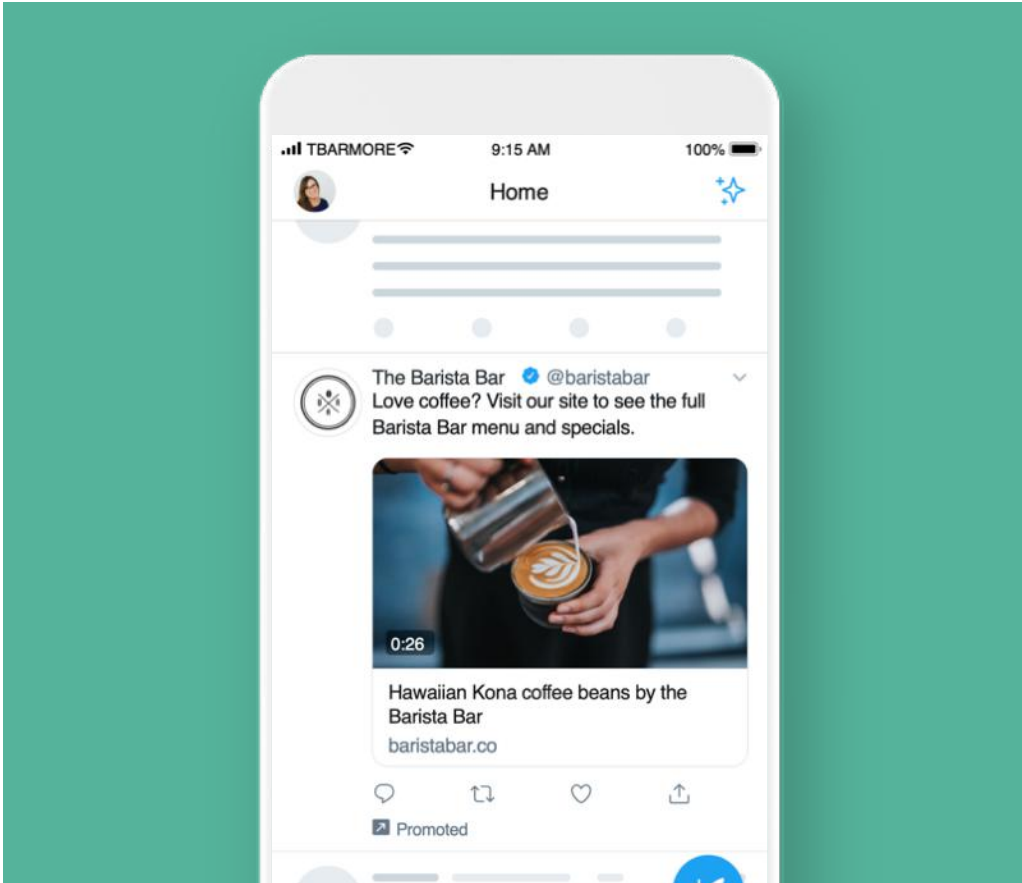 TBARMORE 9:15 AM 100%
Home
The Barista Bar @baristabar
Love coffee? Visit our site to see the full
Barista Bar menu and specials.
0:26
Hawaiian Kona coffee beans by the
Barista Bar
baristabar.co
Promoted